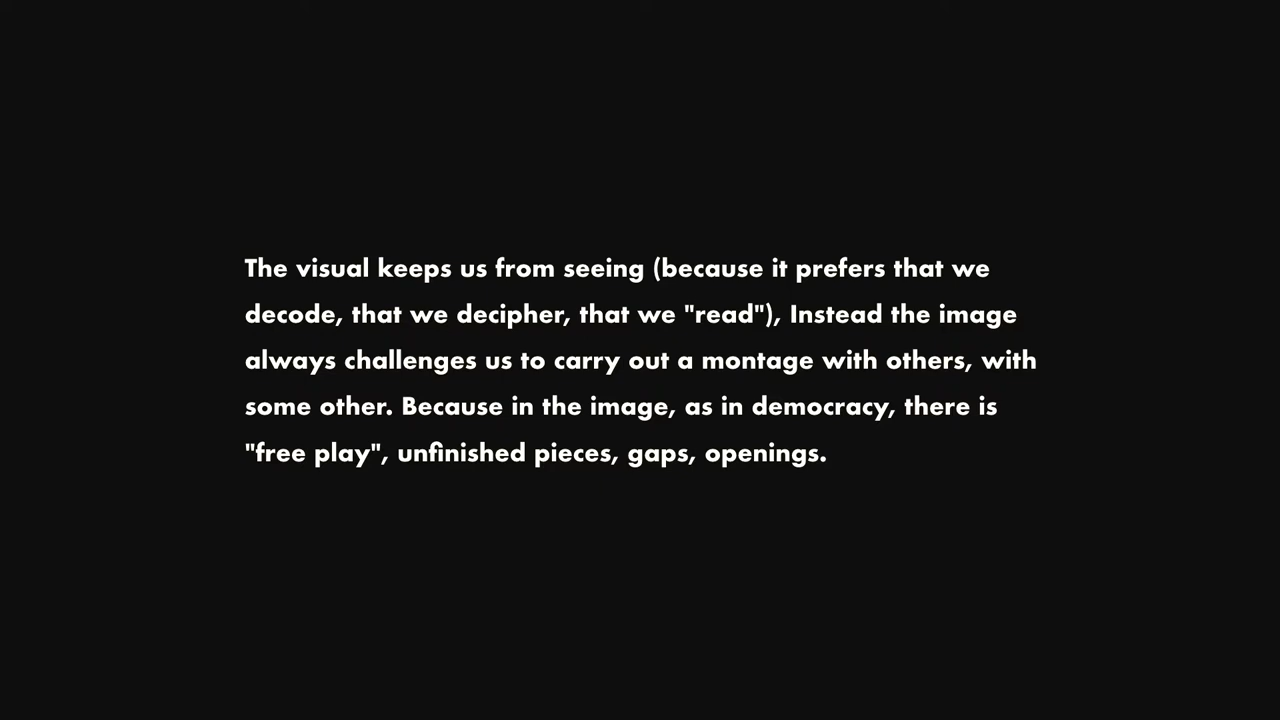 The visual keeps us from seeing (because it prefers that we
decode, that we decipher, that we "read"), Instead the image
always challenges us to carry out a montage with others, with
some other. Because in the image, as in democracy, there is
"free play", unfinished pieces, gaps, openings.